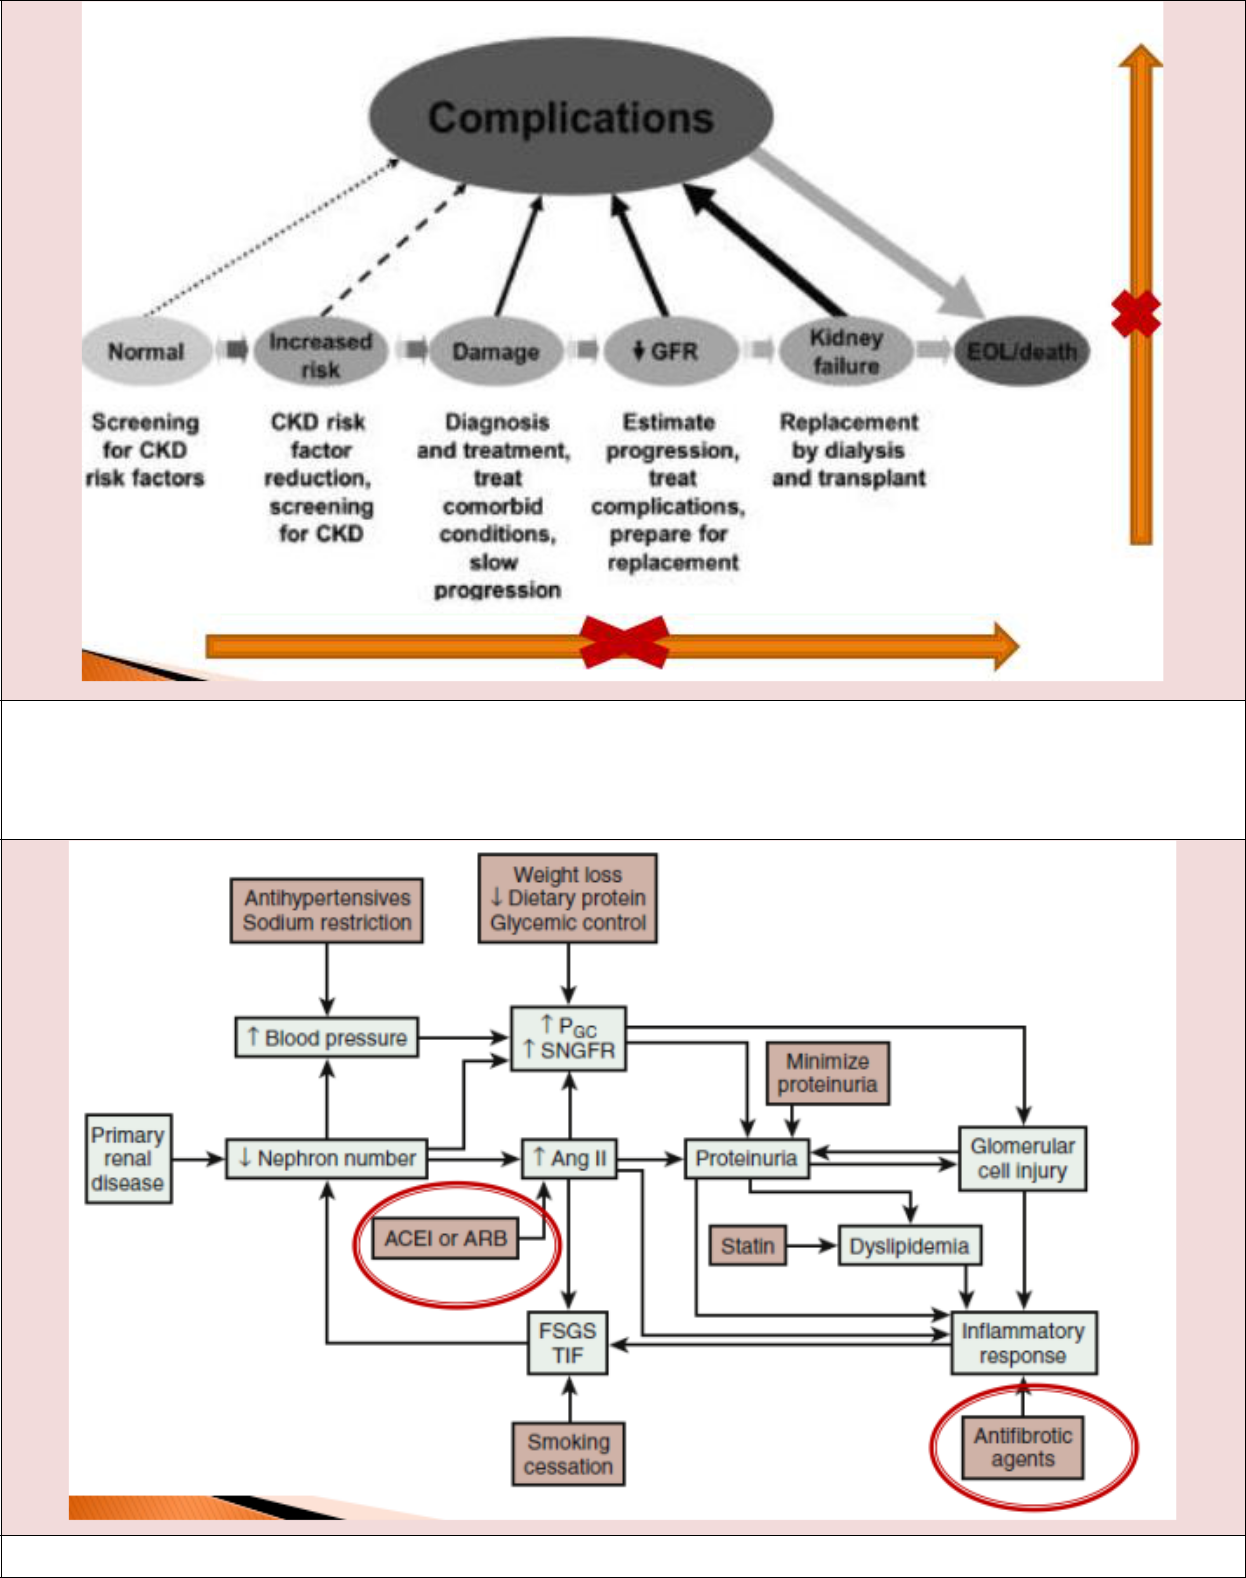 Complications
Normal
Increased
risk
Damage
↓ GFR
Kidney
failure
EOL/death
Screening
for CKD
risk factors
CKD risk
factor
reduction,
screening
for CKD
Diagnosis
and treatment,
treat
comorbid
conditions,
slow
progression
Estimate
progression,
treat
complications,
prepare for
replacement
Replacement
by dialysis
and transplant
Antihypertensives
Sodium restriction
Weight loss
↓ Dietary protein
Glycemic control
↑ Blood pressure
↑ PGC
↑ SNGFR
Minimize
proteinuria
Primary
renal
disease
↓ Nephron number
↑ Ang II
Proteinuria
Glomerular
cell injury
ACEI or ARB
Statin
Dyslipidemia
FSGS
TIF
Inflammatory
response
Smoking
cessation
Antifibrotic
agents